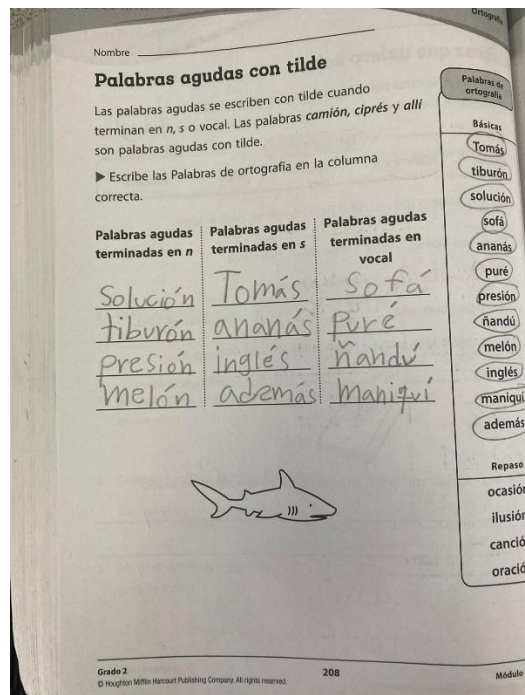 Ortografía
Nombre
Palabras agudas con tilde
Las palabras agudas se escriben con tilde cuando
terminan en n, s o vocal. Las palabras camión, ciprés y allí
son palabras agudas con tilde.
▶ Escribe las Palabras de ortografía en la columna
correcta.
Palabras agudas
terminadas en n
Solución
tiburón
presión
melón
Palabras agudas
terminadas en s
Tomás
ananás
inglés
además
Palabras agudas
terminadas en
vocal
Sofá
Puré
ñandú
Maniquí
Palabras de
ortografía
Básicas
Tomás
tiburón
solución
sofá
ananás
puré
presión
ñandú
melón
inglés
maniquí
además
Repaso
ocasión
ilusión
canció
oració
Grado 2
© Houghton Mifflin Harcourt Publishing Company. All rights reserved.
208
Módulo